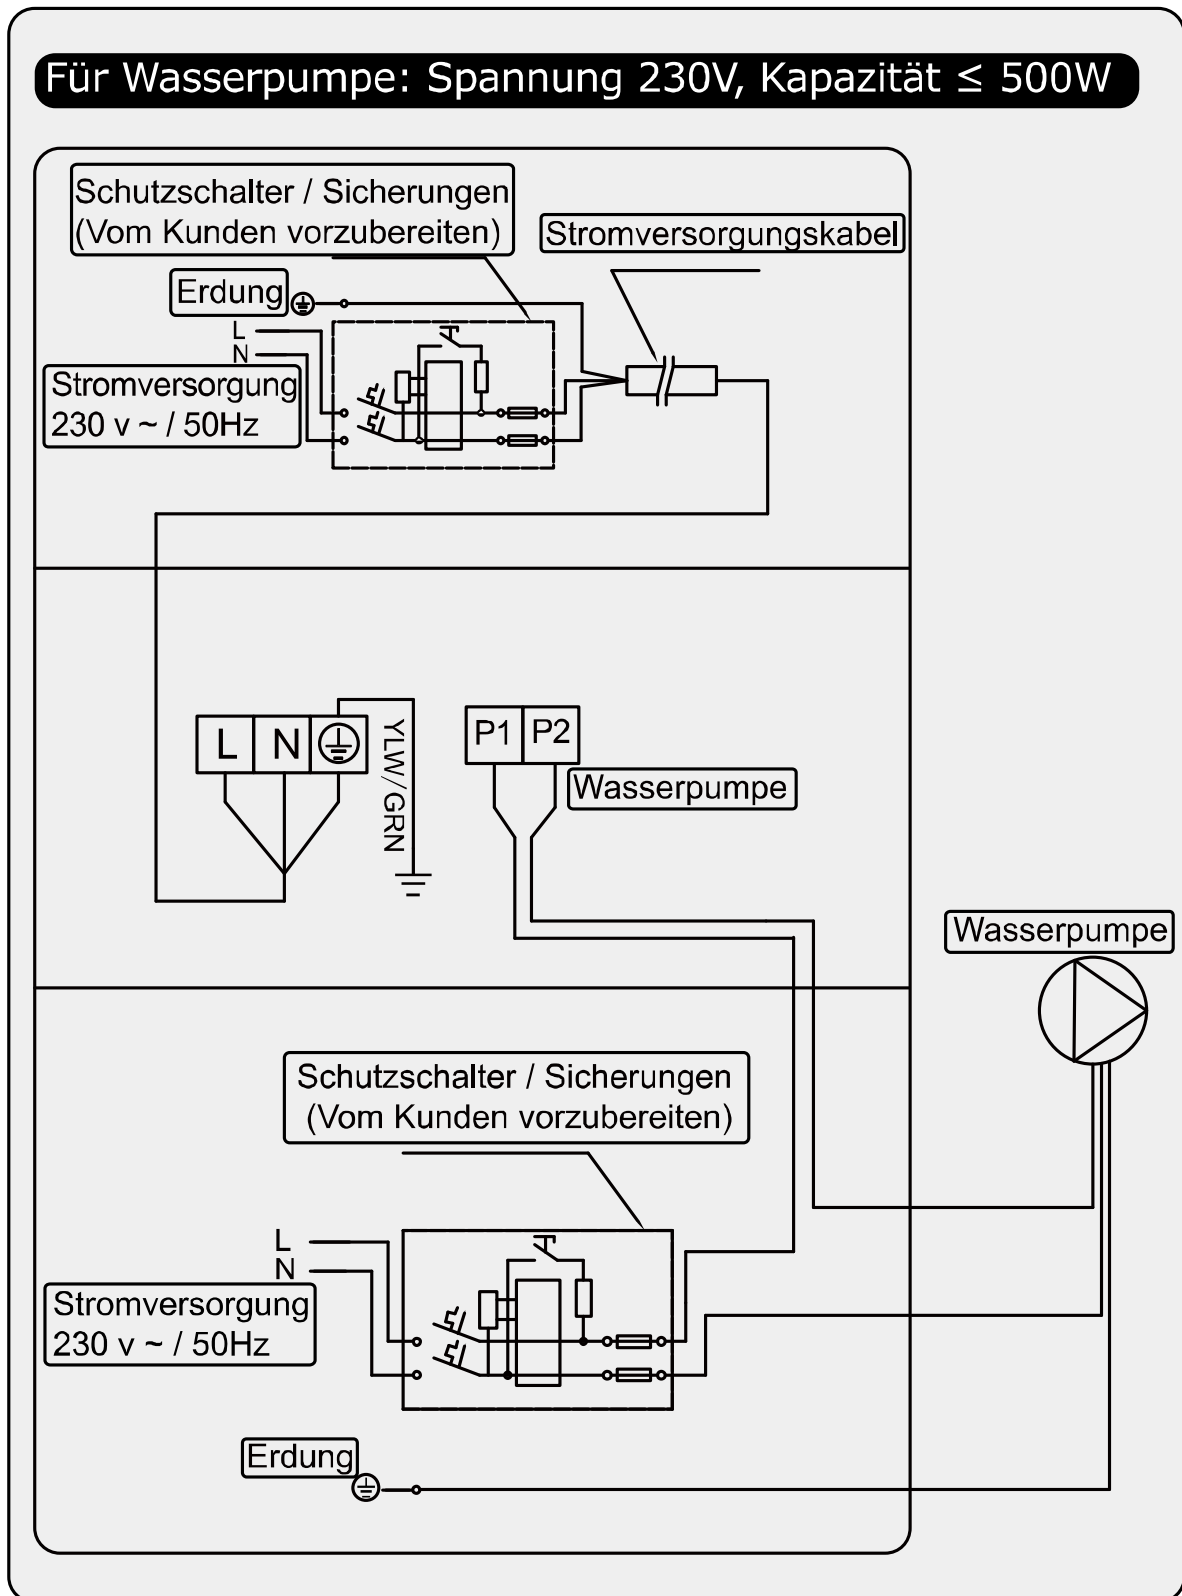 Für Wasserpumpe: Spannung 230V, Kapazität ≤ 500W
Schutzschalter / Sicherungen
(Vom Kunden vorzubereiten)
Stromversorgungskabel
Erdung
L
N
Stromversorgung
230 v ~ / 50Hz
L N
YLW/GRN
P1 P2
Wasserpumpe
Wasserpumpe
Schutzschalter / Sicherungen
(Vom Kunden vorzubereiten)
L
N
Stromversorgung
230 v ~ / 50Hz
Erdung